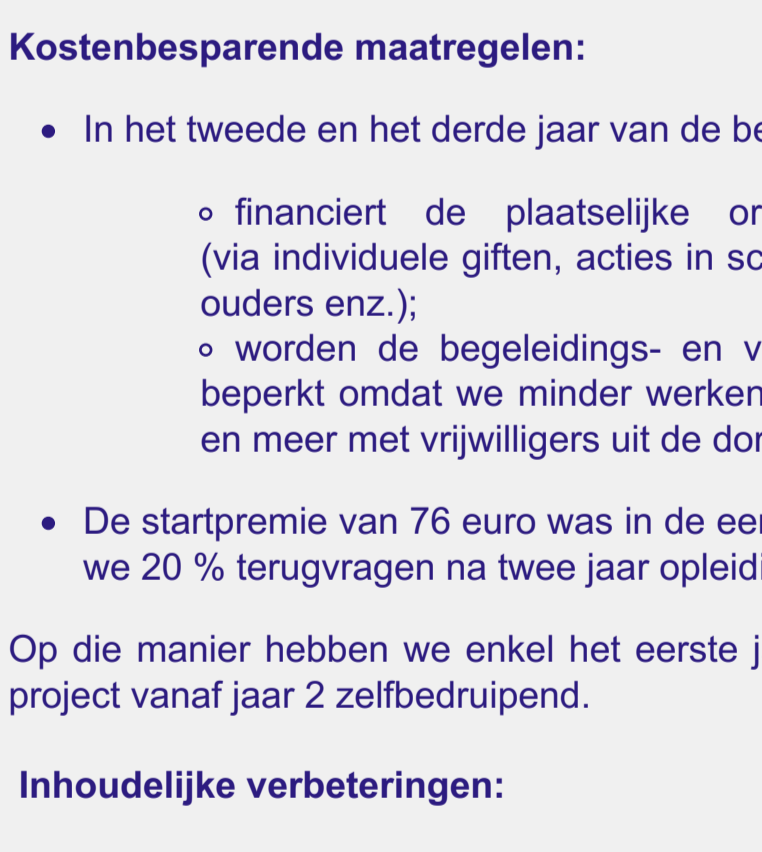 Kostenbesparende maatregelen:
• In het tweede en het derde jaar van de
financiert de plaatselijke
(via individuele giften, acties in
ouders enz.);
worden de begeleidings- en
beperkt omdat we minder werken
en meer met vrijwilligers uit de
• De startpremie van 76 euro was in de
we 20 % terugvragen na twee jaar
Op die manier hebben we enkel het eerste
project vanaf jaar 2 zelfbedruipend.
Inhoudelijke verbeteringen: